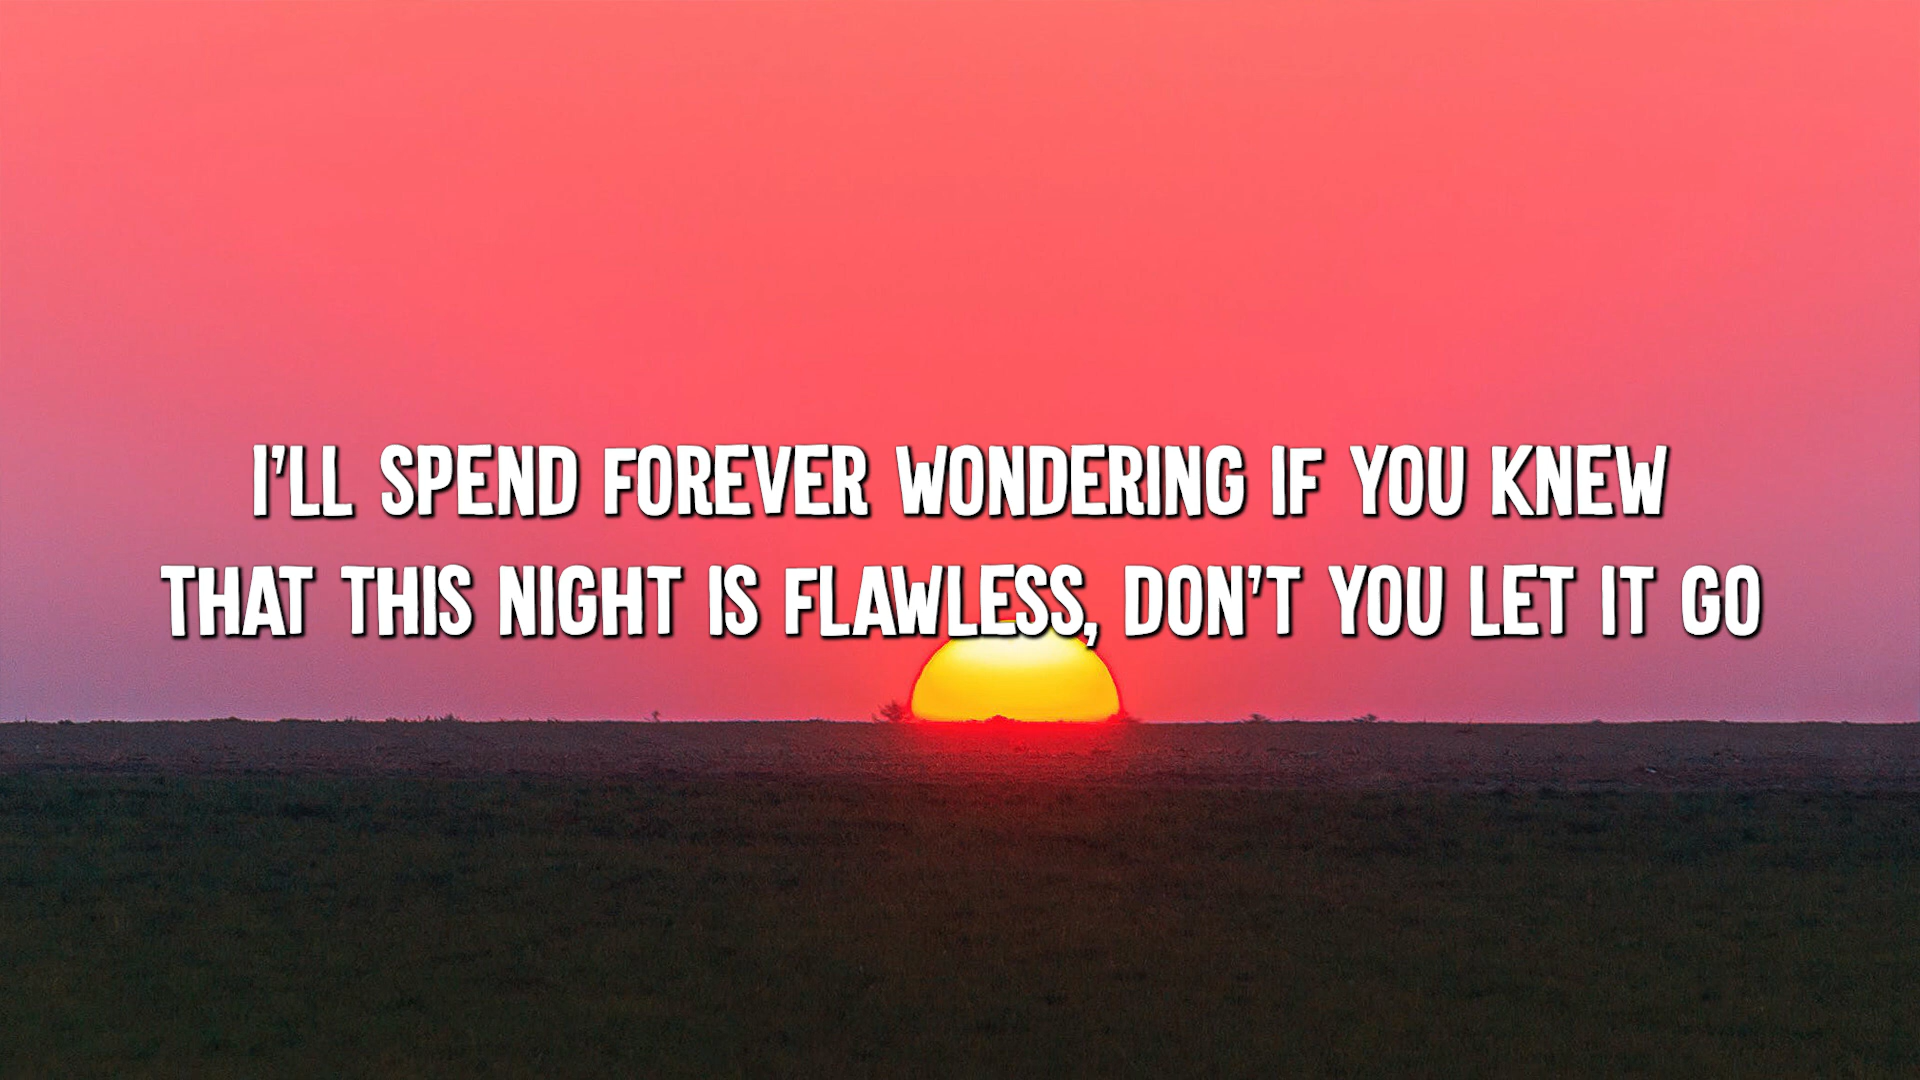 I'LL SPEND FOREVER WONDERING IF YOU KNEW
THAT THIS NIGHT IS FLAWLESS, DON'T YOU LET IT GO